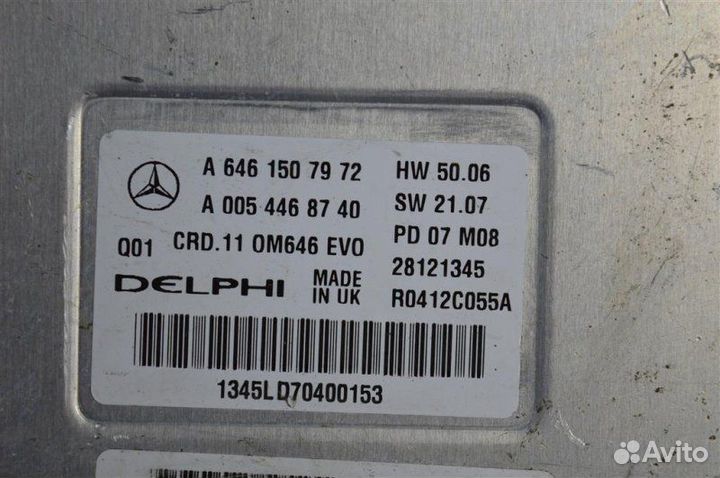 A 646 150 79 72 HW 50.06
A 005 446 87 40 SW 21.07
Q01 CRD.11 OM646 EVO PD 07 M08
DELPHI MADE IN UK 28121345
R0412C055A
1345LD70400153
Avito